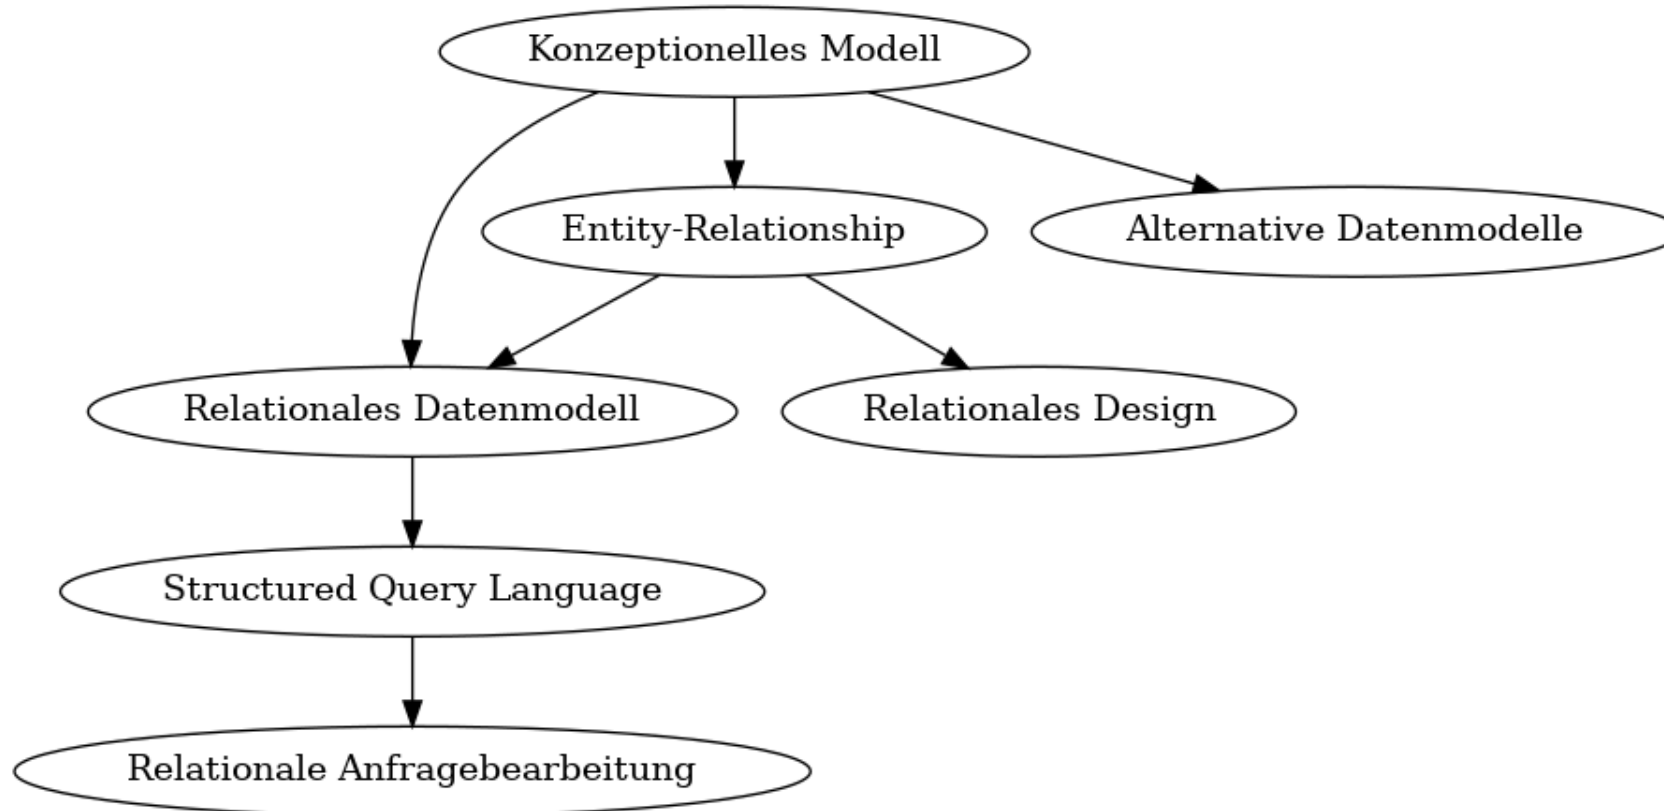 Konzeptionelles Modell
Entity-Relationship
Alternative Datenmodelle
Relationales Datenmodell
Relationales Design
Structured Query Language
Relationale Anfragebearbeitung